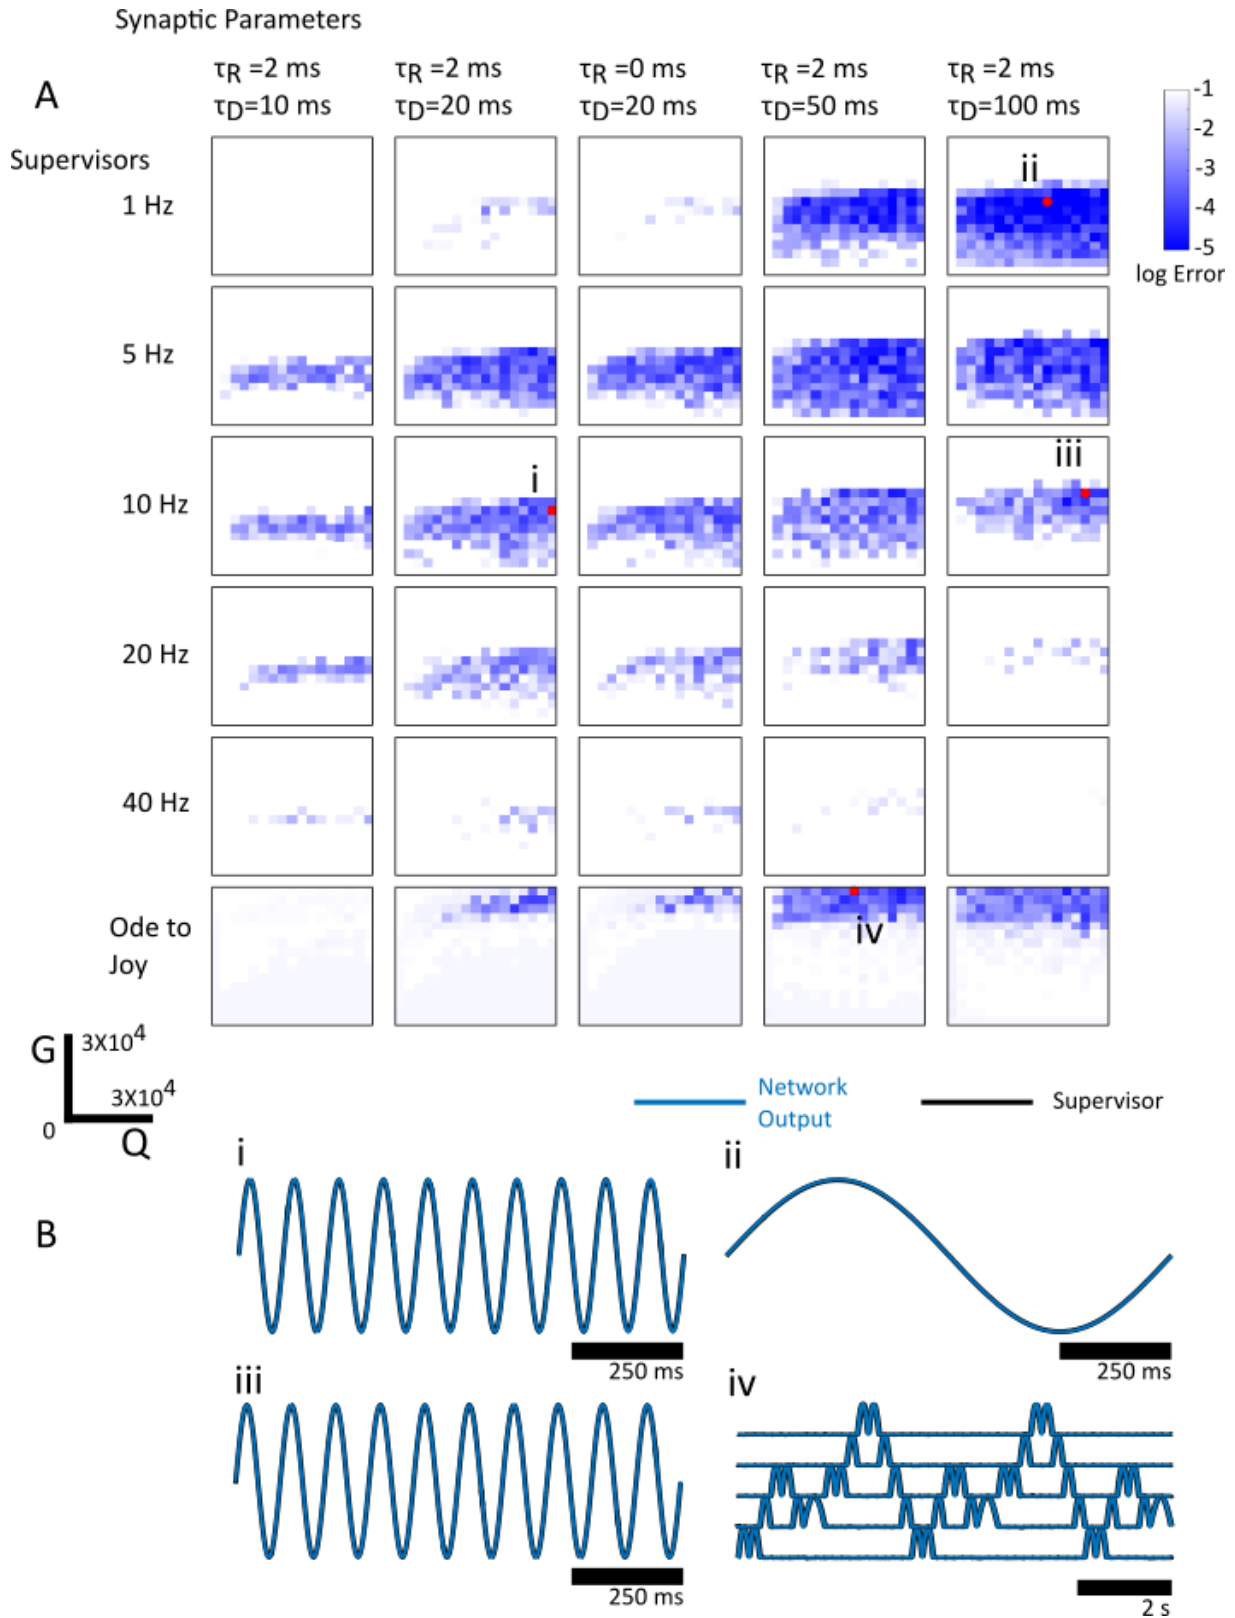 Synaptic Parameters
τR =2 ms τR =2 ms τR =0 ms τR =2 ms τR =2 ms
A τD=10 ms τD=20 ms τD=20 ms τD=50 ms τD=100 ms
-1
-2
-3
-4
-5
log Error
Supervisors
ii
1 Hz
5 Hz
iii
i
10 Hz
20 Hz
40 Hz
Ode to
Joy
iv
G 3X10^4
3X10^4
0
Q
Network
Output
Supervisor
B
i
250 ms
ii
250 ms
iii
250 ms
iv
2 s